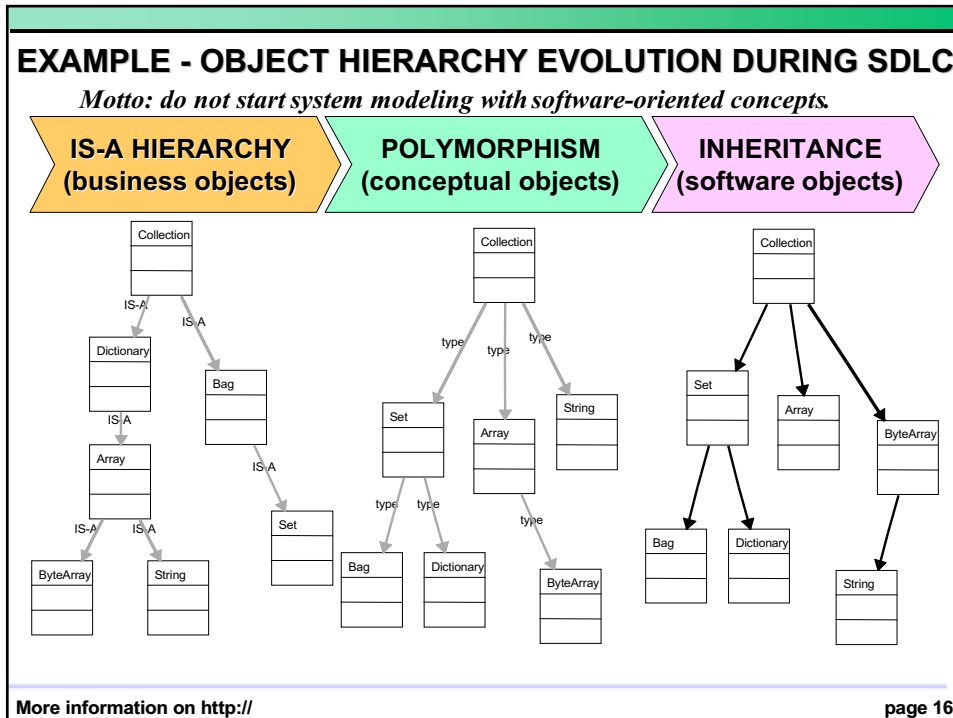 EXAMPLE - OBJECT HIERARCHY EVOLUTION DURING SDLC
Motto: do not start system modeling with software-oriented concepts.
IS-A HIERARCHY
(business objects)
POLYMORPHISM
(conceptual objects)
INHERITANCE
(software objects)
Collection
IS-A
IS-A
Dictionary
Bag
IS-A
Array
IS-A
Set
IS-A
IS-A
ByteArray
String
Collection
type
type
type
Set
Array
String
type
type
type
Bag
Dictionary
ByteArray
Collection
Set
Array
ByteArray
Bag
Dictionary
String
More information on http://
page 16